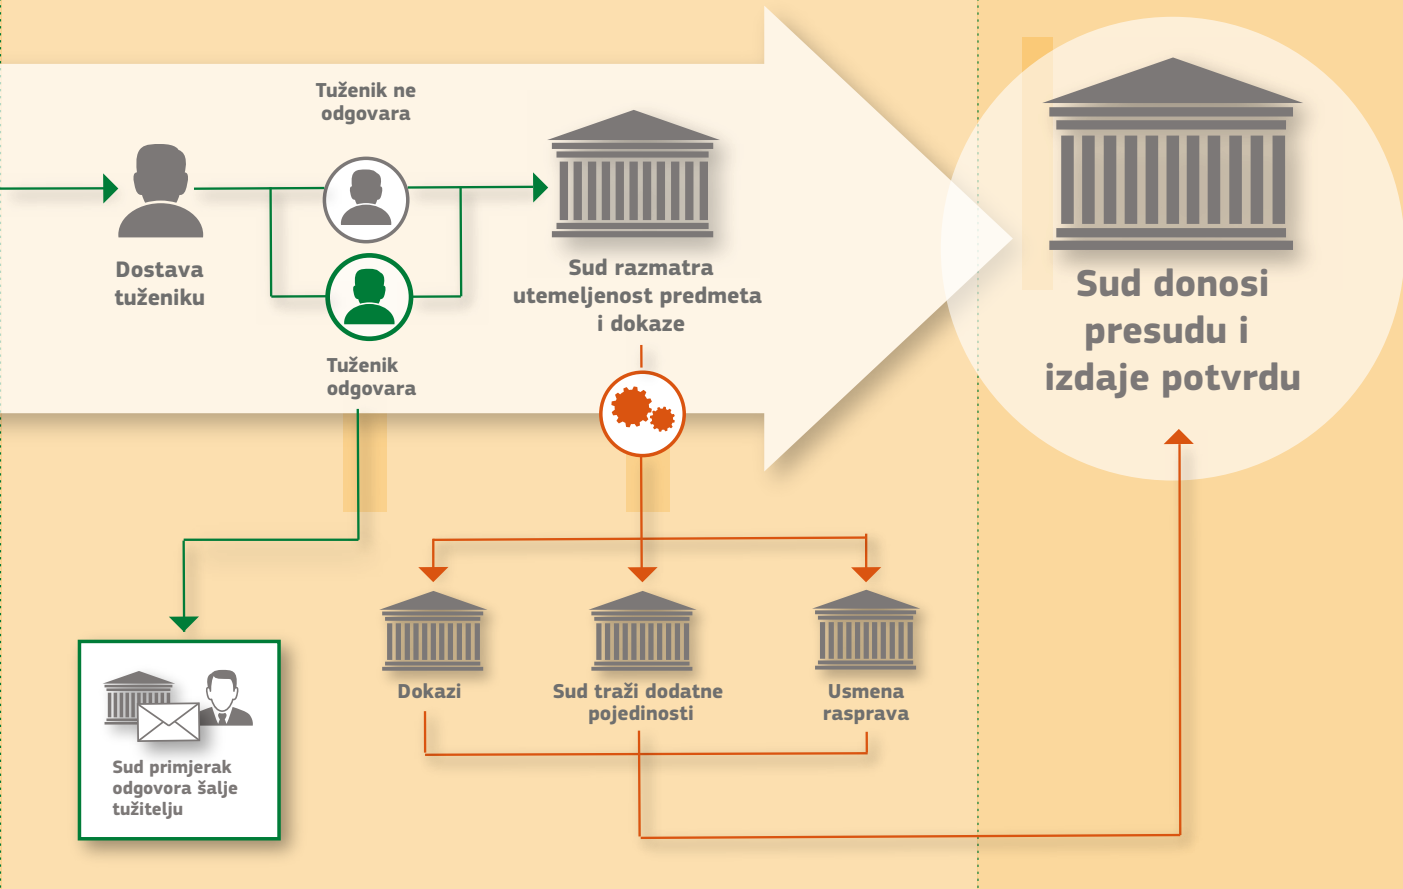 Tuženik ne
odgovara
Dostava
tuženiku
Tuženik
odgovara
Sud razmatra
utemeljenost predmeta
i dokaze
Sud donosi
presudu i
izdaje potvrdu
Sud primjerak
odgovora šalje
tužitelju
Dokazi
Sud traži dodatne
pojedinosti
Usmena
rasprava